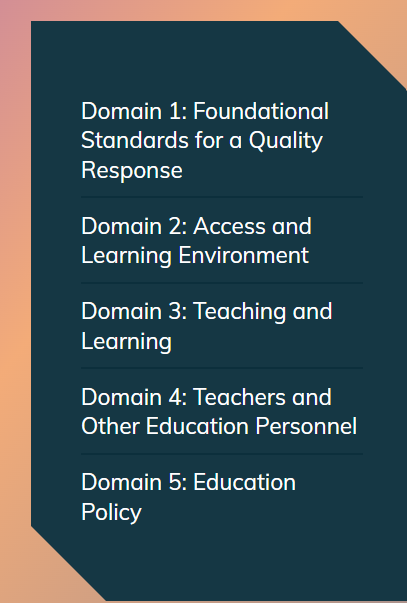 Domain 1: Foundational
Standards for a Quality
Response
Domain 2: Access and
Learning Environment
Domain 3: Teaching and
Learning
Domain 4: Teachers and
Other Education Personnel
Domain 5: Education
Policy